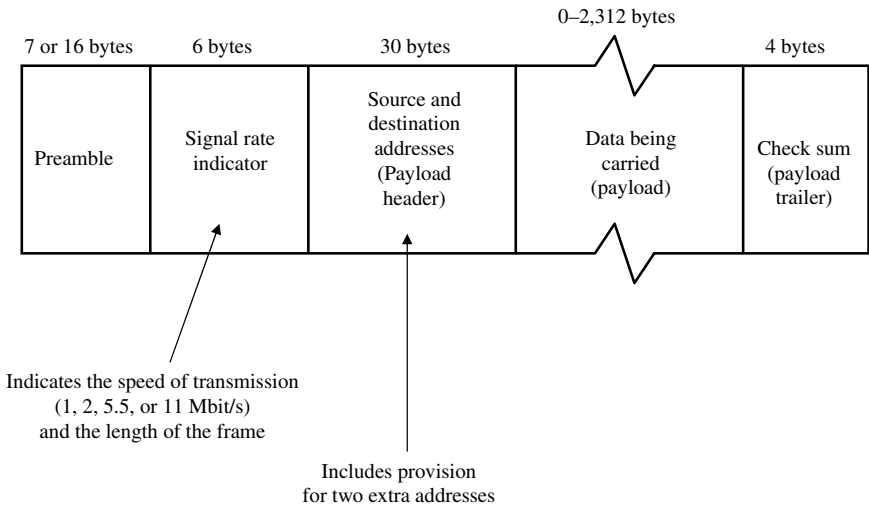 0–2,312 bytes
7 or 16 bytes
6 bytes
30 bytes
4 bytes
Preamble
Signal rate
indicator
Source and
destination
addresses
(Payload
header)
Data being
carried
(payload)
Check sum
(payload
trailer)
Indicates the speed of transmission
(1, 2, 5.5, or 11 Mbit/s)
and the length of the frame
Includes provision
for two extra addresses